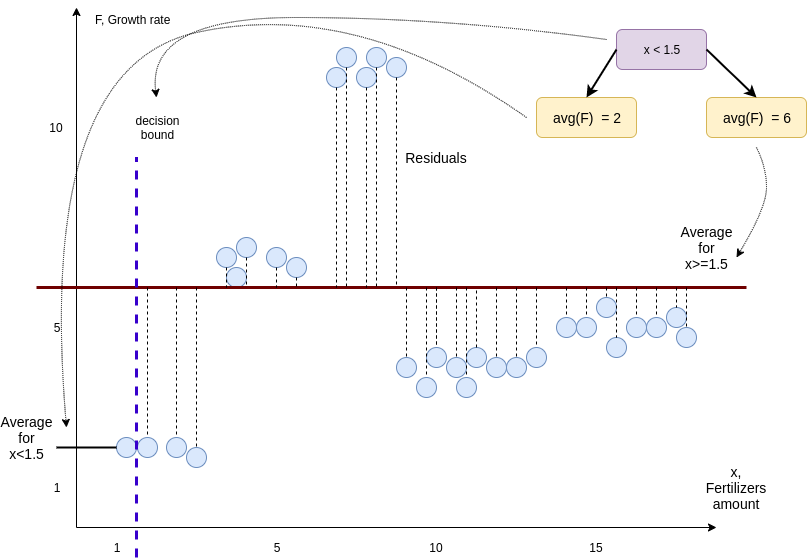 F, Growth rate
x < 1.5
decision
bound
avg(F)  = 2
avg(F)  = 6
10
Residuals
Average
for
x>=1.5
5
Average
for
x<1.5
1
x,
Fertilizers
amount
1
5
10
15